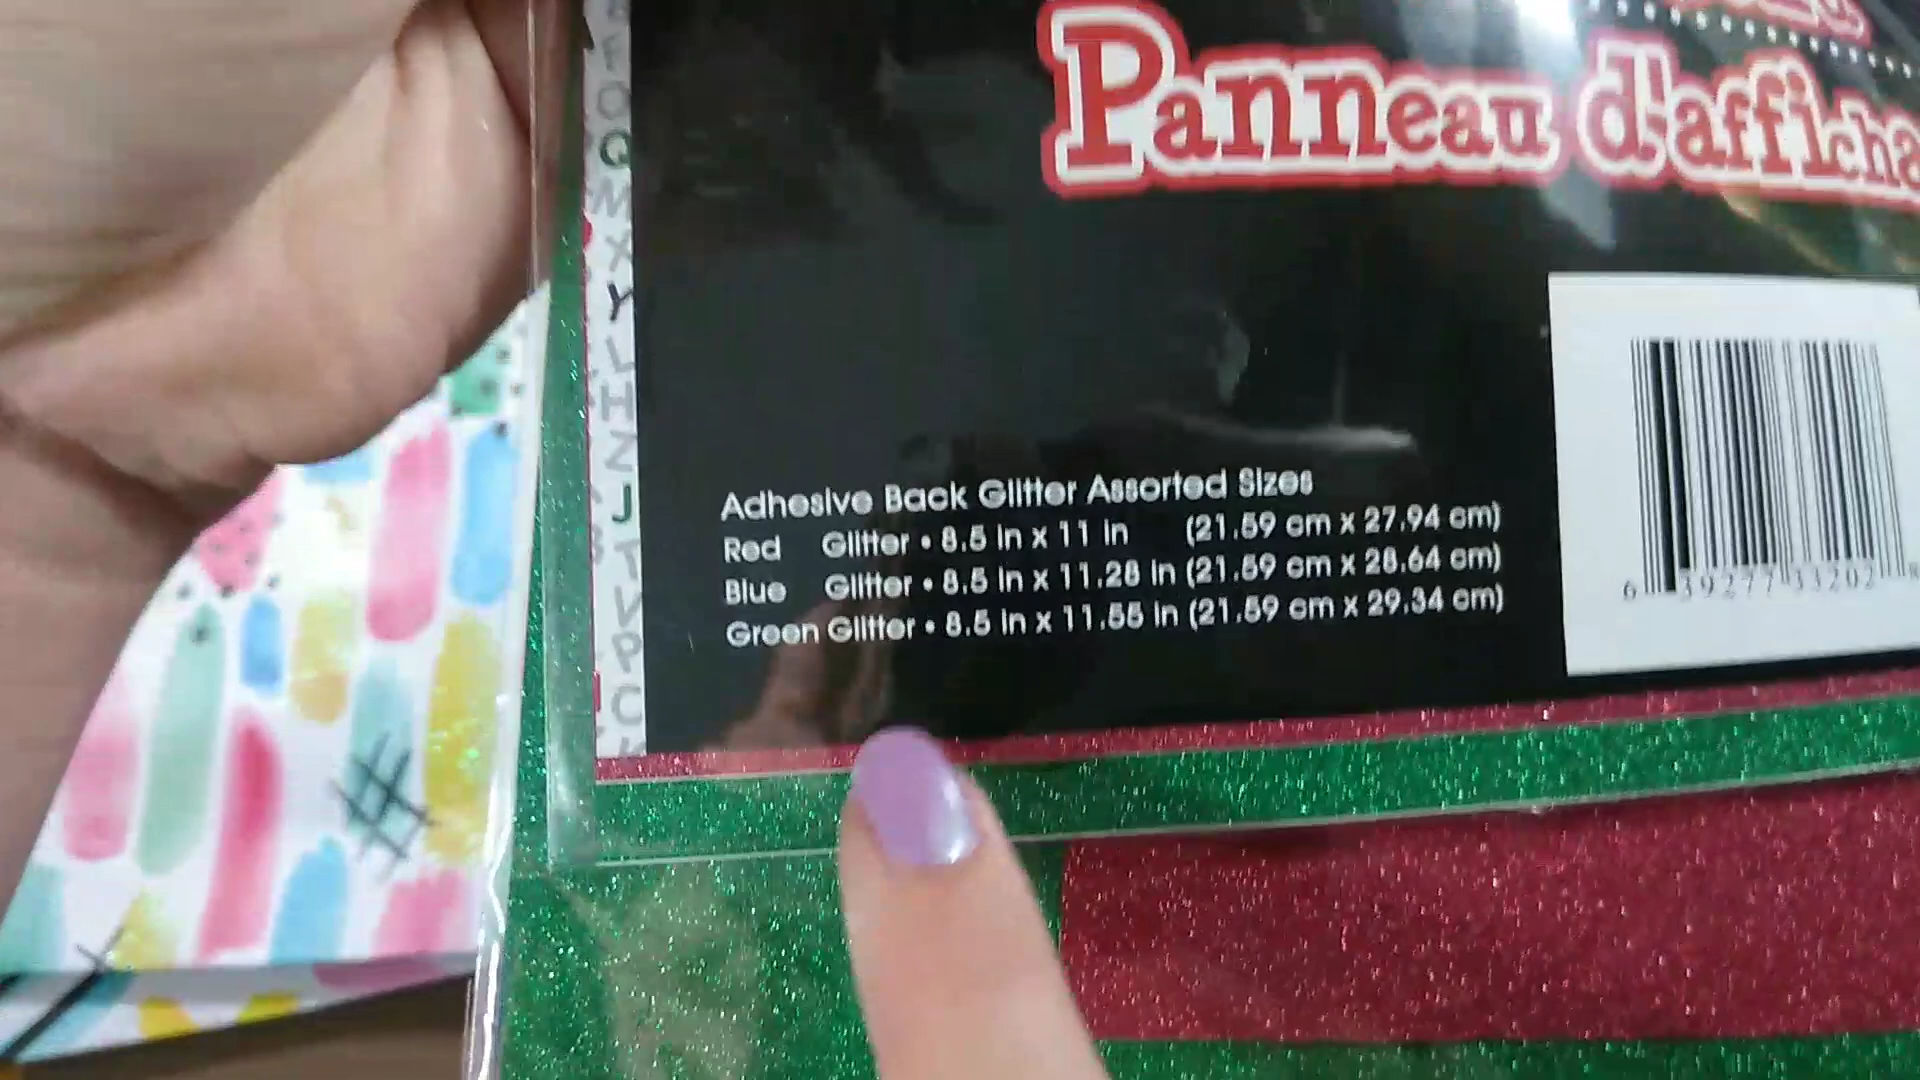 Panneau d'afficha
Adhesive Back Glitter Assorted Sizes
Red Glitter • 8.5 in x 11 in (21.59 cm x 27.94 cm)
Blue Glitter • 8.5 in x 11.28 in (21.59 cm x 28.64 cm)
Green Glitter • 8.5 in x 11.55 in (21.59 cm x 29.34 cm)
Q
X
Y
L
H
Z
J
T
V
P
C